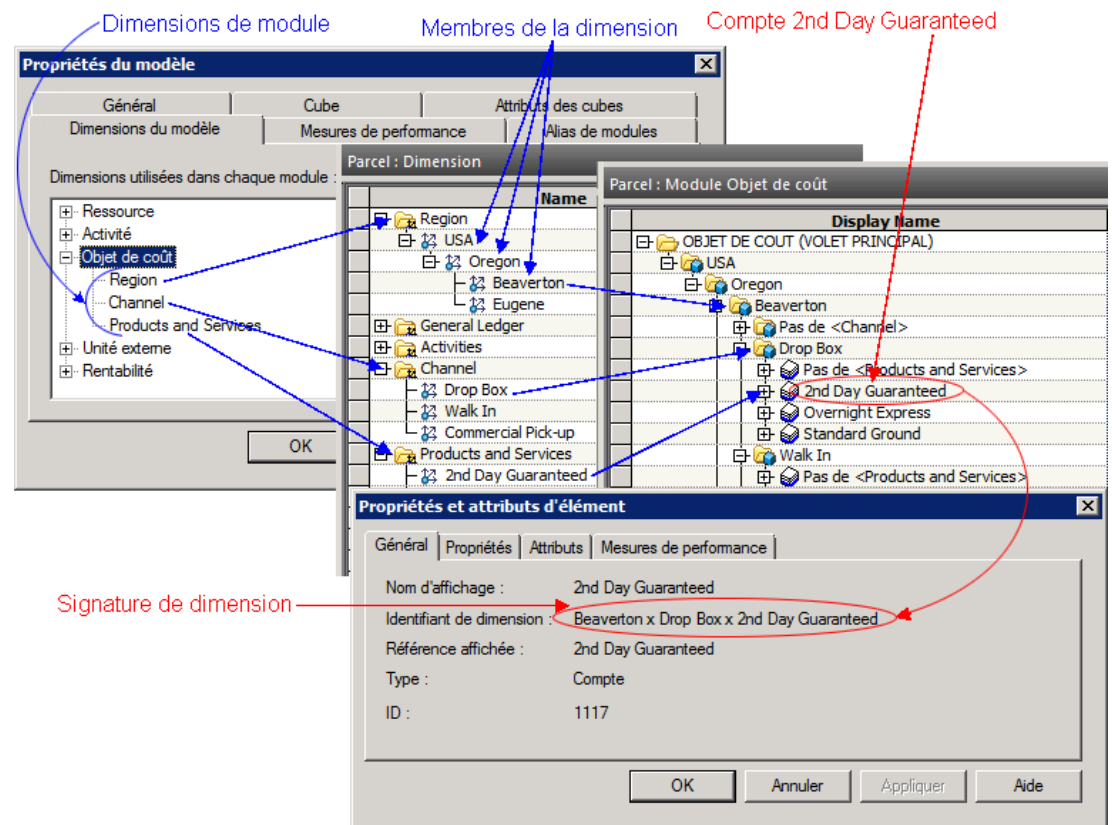 Dimensions de module
Membres de la dimension
Compte 2nd Day Guaranteed
Propriétés du modèle
Général
Cube
Attributs des cubes
Dimensions du modèle
Mesures de performance
Alias de modules
Dimensions utilisées dans chaque module :
Ressource
Activité
Objet de coût
Region
Channel
Products and Services
Unité externe
Rentabilité
OK
Parcel : Dimension
Name
Region
USA
Oregon
Beaverton
Eugene
General Ledger
Activities
Channel
Drop Box
Walk In
Commercial Pick-up
Products and Services
2nd Day Guaranteed
Parcel : Module Objet de coût
Display Name
OBJET DE COUT (VOLET PRINCIPAL)
USA
Oregon
Beaverton
Pas de <Channel>
Drop Box
Pas de <Products and Services>
2nd Day Guaranteed
Overnight Express
Standard Ground
Walk In
Pas de <Products and Services>
Propriétés et attributs d'élément
Général
Propriétés
Attributs
Mesures de performance
Nom d'affichage : 2nd Day Guaranteed
Signature de dimension
Identifiant de dimension : Beaverton x Drop Box x 2nd Day Guaranteed
Référence affichée : 2nd Day Guaranteed
Type : Compte
ID : 1117
OK
Annuler
Appliquer
Aide